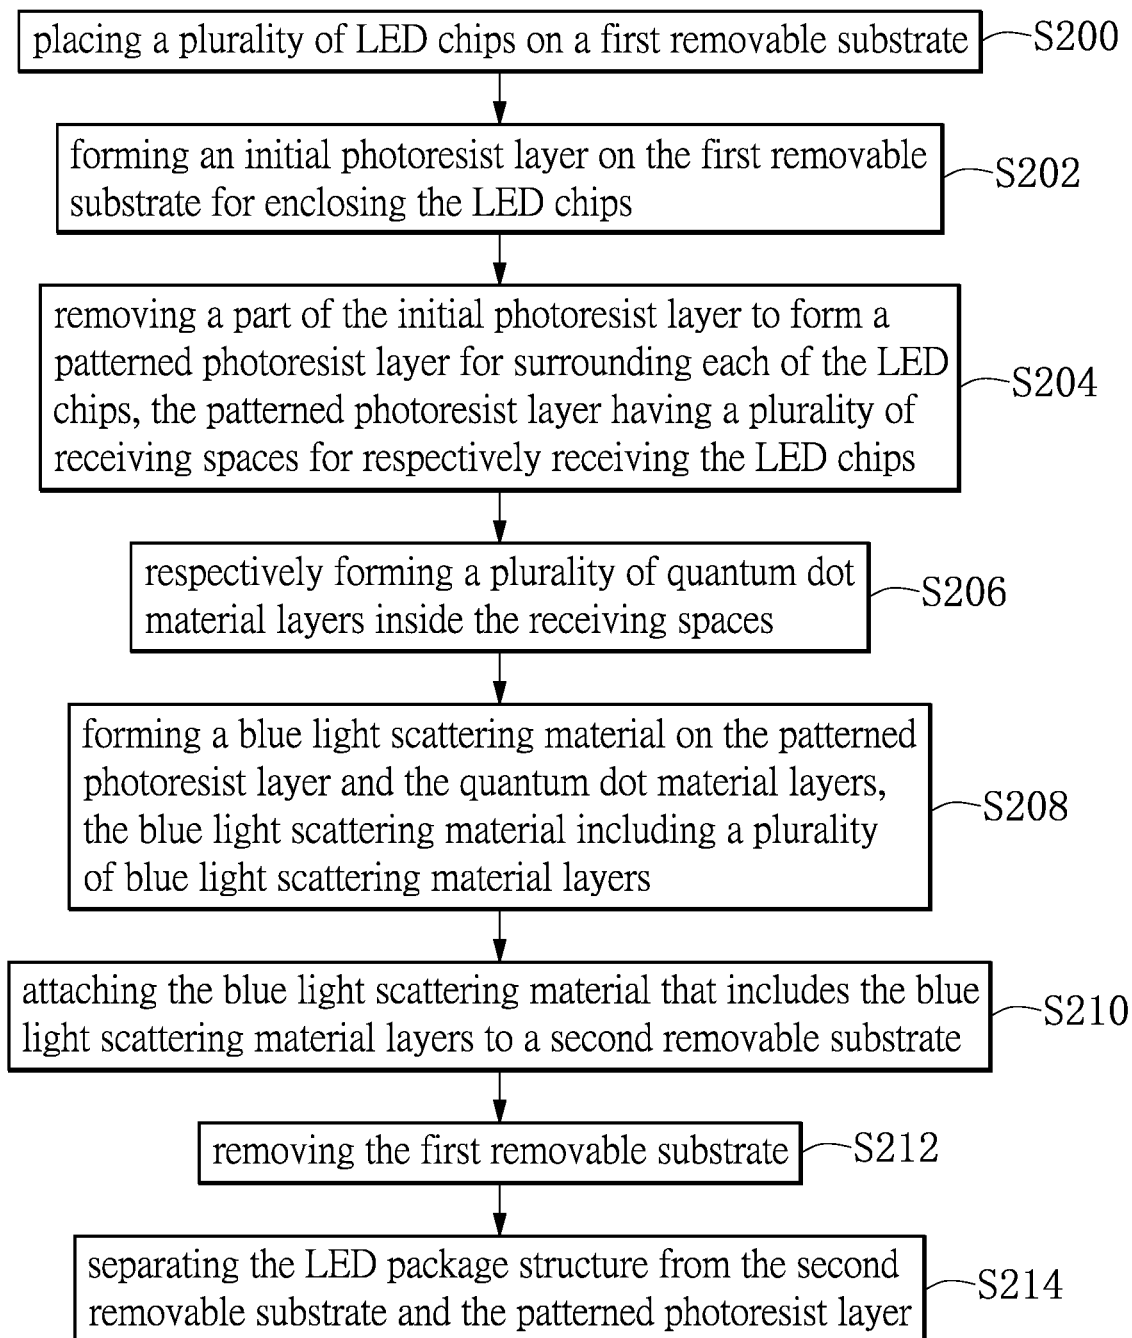 placing a plurality of LED chips on a first removable substrate
S200
forming an initial photoresist layer on the first removable
substrate for enclosing the LED chips
S202
removing a part of the initial photoresist layer to form a
patterned photoresist layer for surrounding each of the LED
chips, the patterned photoresist layer having a plurality of
receiving spaces for respectively receiving the LED chips
S204
respectively forming a plurality of quantum dot
material layers inside the receiving spaces
S206
forming a blue light scattering material on the patterned
photoresist layer and the quantum dot material layers,
the blue light scattering material including a plurality
of blue light scattering material layers
S208
attaching the blue light scattering material that includes the blue
light scattering material layers to a second removable substrate
S210
removing the first removable substrate
S212
separating the LED package structure from the second
removable substrate and the patterned photoresist layer
S214